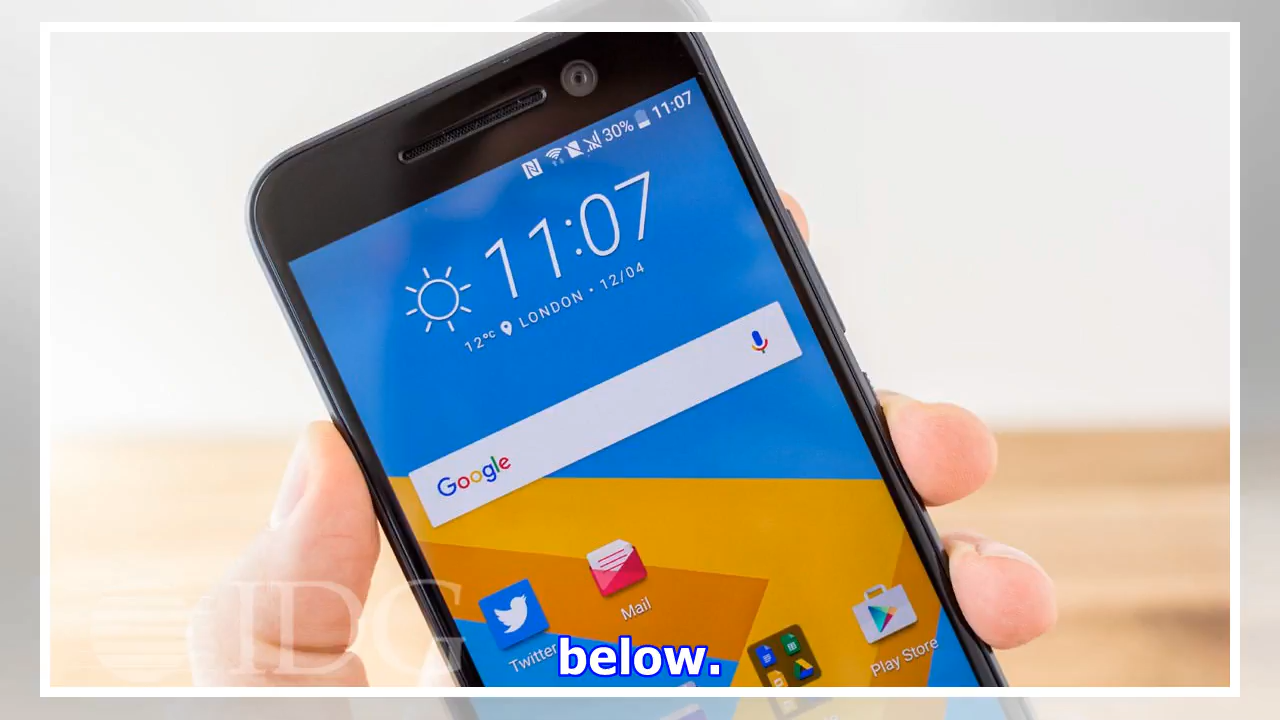 30% 11:07
11:07
12°C LONDON • 12/04
Google
Mail
Twitter
Play Store
IDG
below.